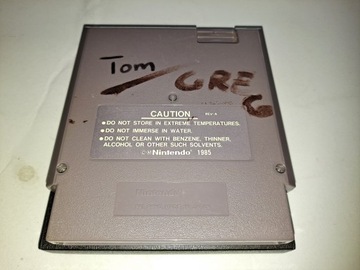 Tom / GRE
G
CAUTION REV-A
●DO NOT STORE IN EXTREME TEMPERATURES.
●DO NOT IMMERSE IN WATER.
●DO NOT CLEAN WITH BENZENE, THINNER,
ALCOHOL OR OTHER SUCH SOLVENTS.
©Nintendo 1985